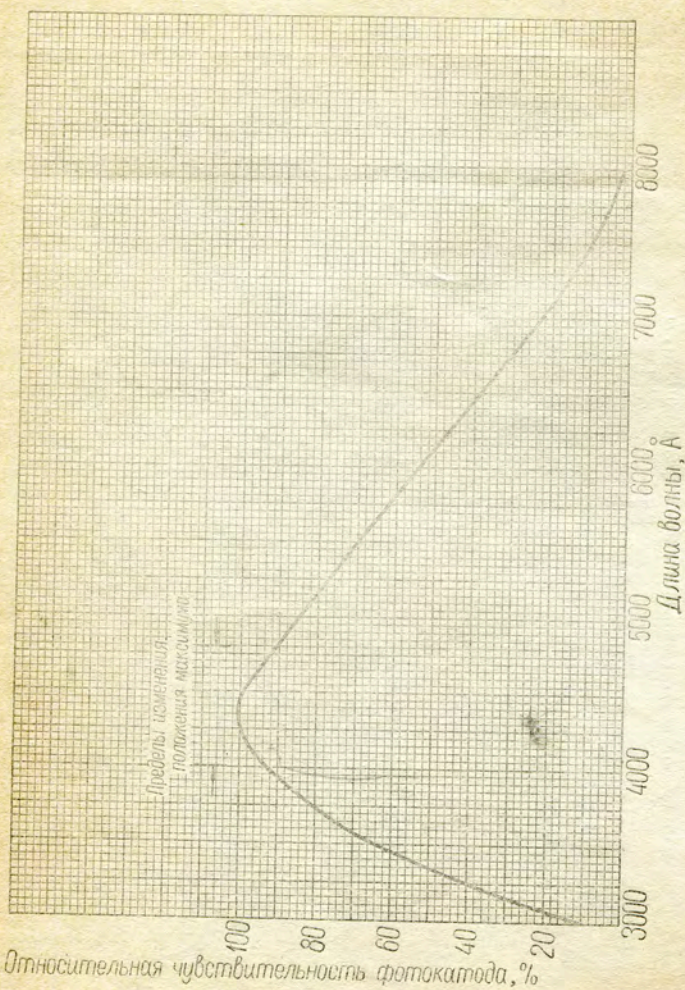 Пределы изменения
положения максимума
100
80
60
40
20
3000
4000
5000
6000
7000
8000
Длина волны, Å
Относительная чувствительность фотокатода, %